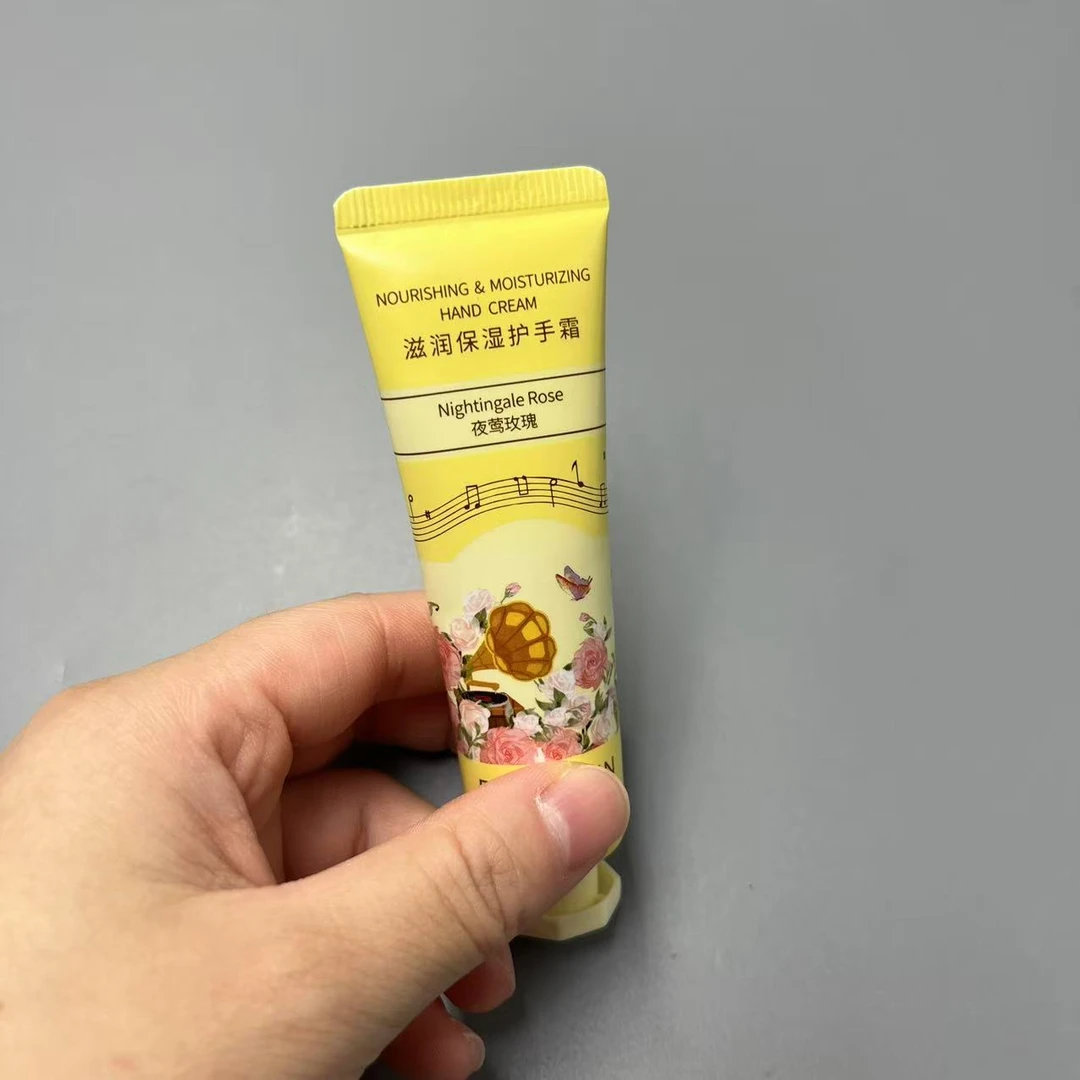 NOURISHING & MOISTURIZING
HAND CREAM
滋润保湿护手霜
Nightingale Rose
夜莺玫瑰